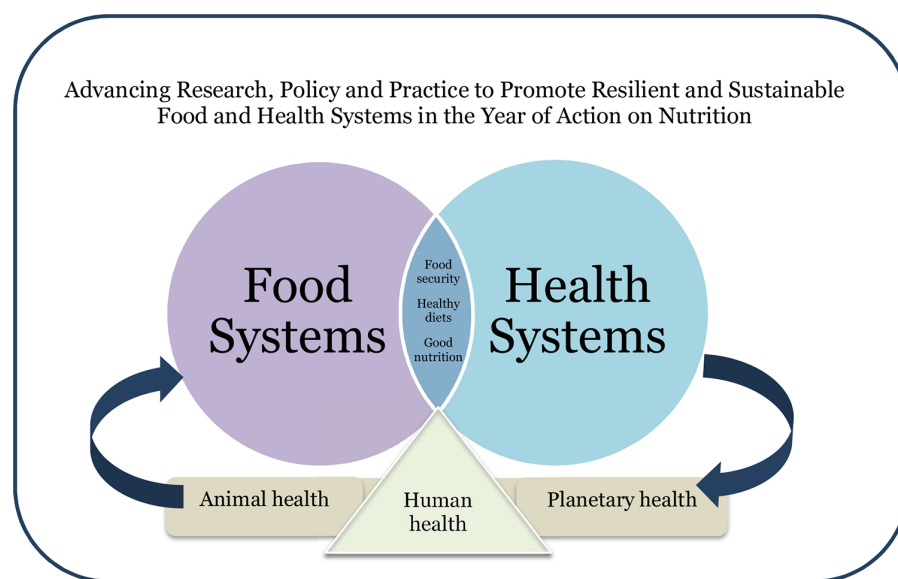 Advancing Research, Policy and Practice to Promote Resilient and Sustainable
Food and Health Systems in the Year of Action on Nutrition
Food
Systems
Food
security
Healthy
diets
Good
nutrition
Health
Systems
Animal health
Human
health
Planetary health